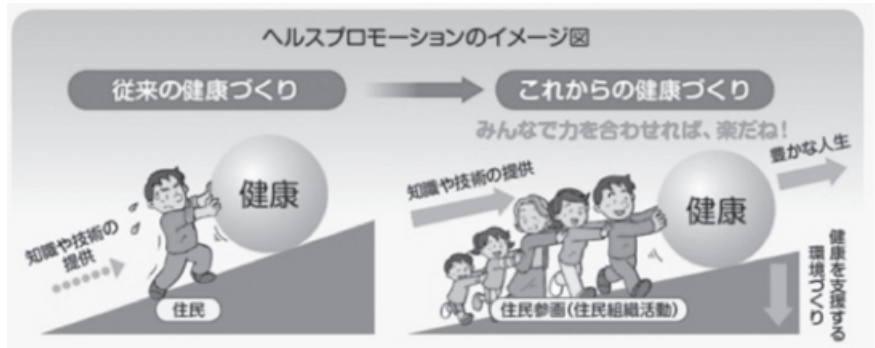 ヘルスプロモーションのイメージ図
従来の健康づくり
これからの健康づくり
みんなで力を合わせれば、楽だね!
健康
知識や技術の
提供
住民
知識や技術の提供
健康
豊かな人生
住民参画(住民組織活動)
健康を支援する
環境づくり